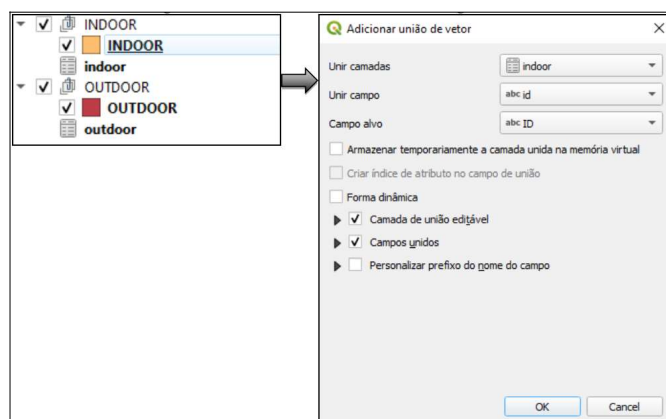 INDOOR
INDOOR
indoor
OUTDOOR
OUTDOOR
outdoor
Adicionar união de vetor
Unir camadas indoor
Unir campo abc id
Campo alvo abc ID
Armazenar temporariamente a camada unida na memória virtual
Criar índice de atributo no campo de união
Forma dinâmica
Camada de união editável
Campos unidos
Personalizar prefixo do nome do campo
OK Cancel